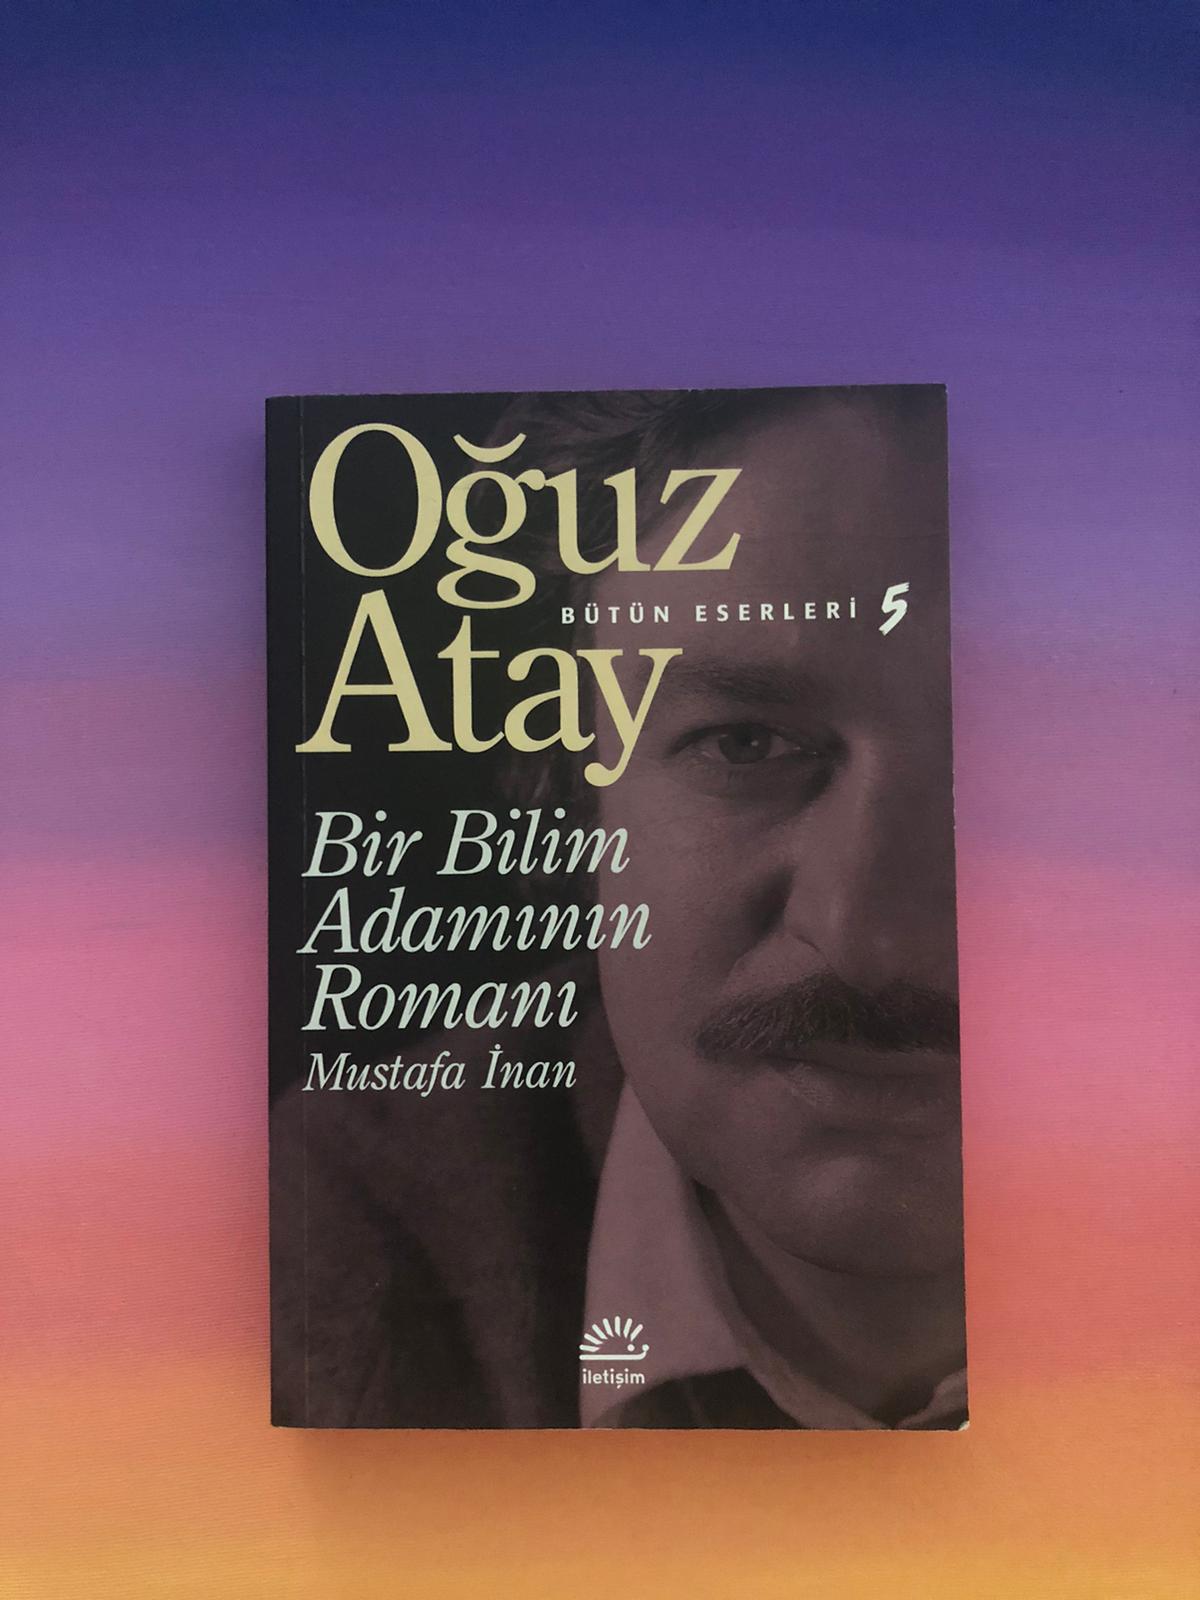 Oğuz
BÜTÜN ESERLERİ 5
Atay
Bir Bilim
Adamının
Romanı
Mustafa İnan
iletişim